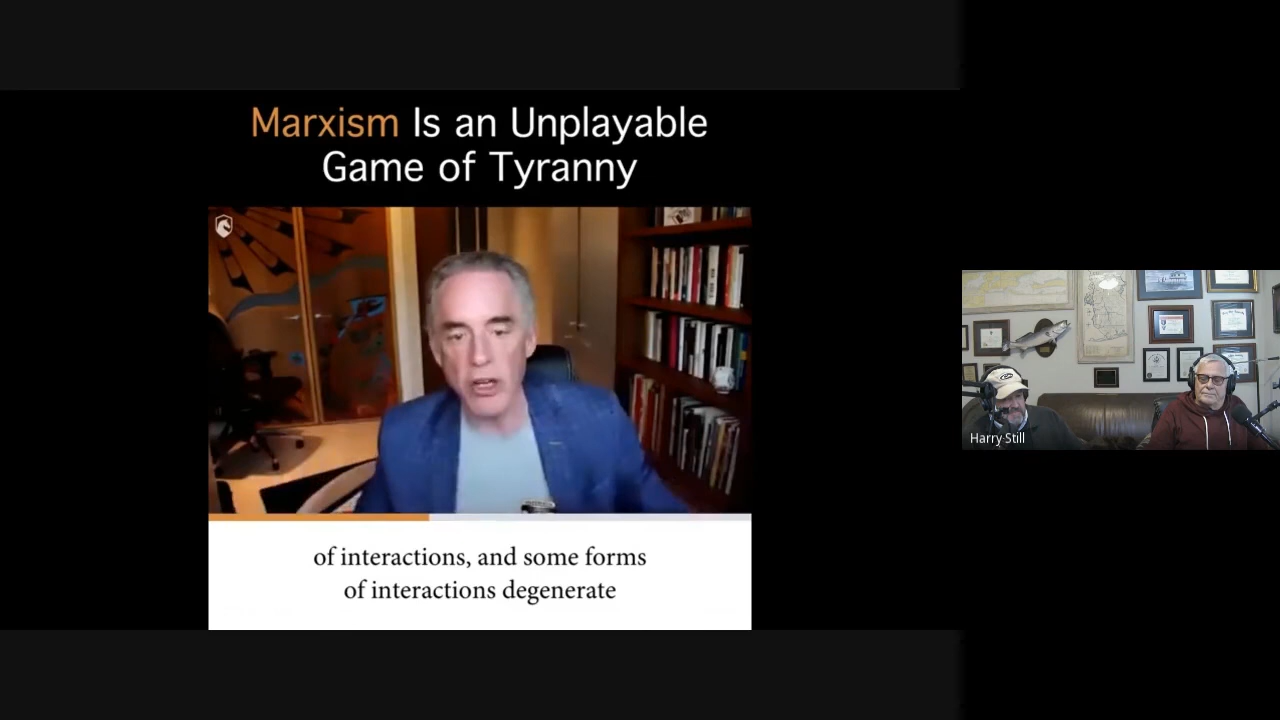 Marxism Is an Unplayable
Game of Tyranny
of interactions, and some forms
of interactions degenerate
Harry Still